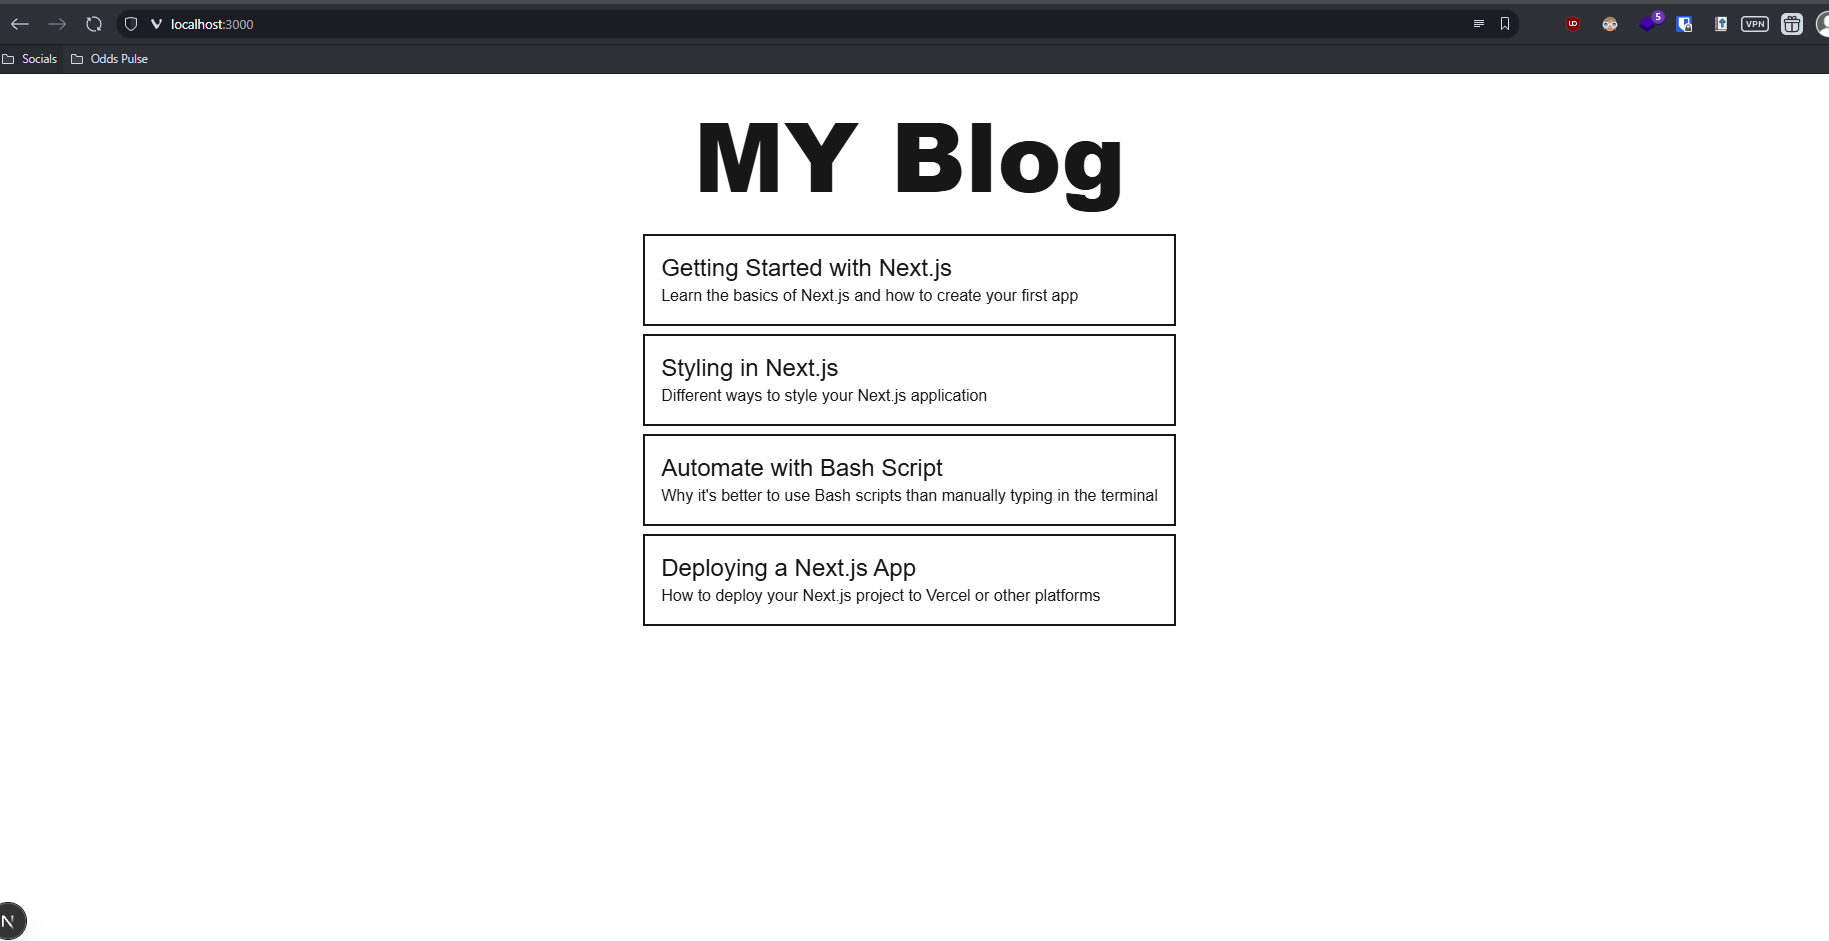 localhost:3000
5
VPN
Socials
Odds Pulse
MY Blog
Getting Started with Next.js
Learn the basics of Next.js and how to create your first app
Styling in Next.js
Different ways to style your Next.js application
Automate with Bash Script
Why it's better to use Bash scripts than manually typing in the terminal
Deploying a Next.js App
How to deploy your Next.js project to Vercel or other platforms
N